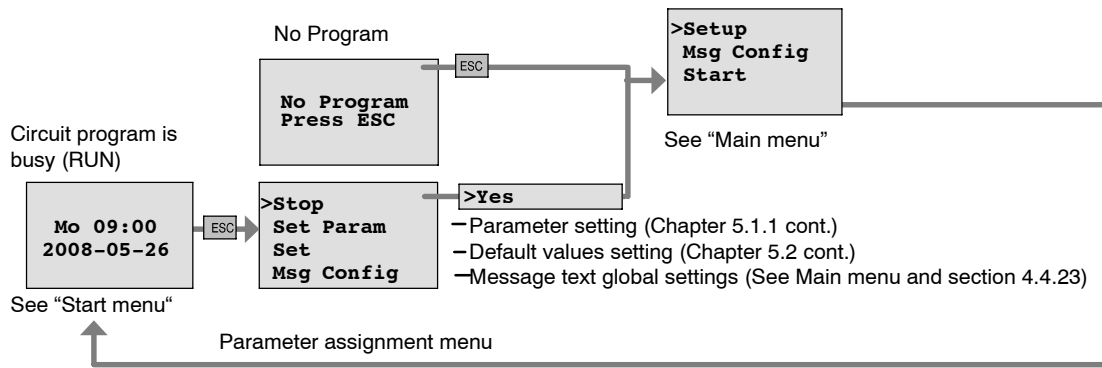 No Program
ESC
No Program
Press ESC
>Setup
Msg Config
Start
See “Main menu”
Circuit program is
busy (RUN)
Mo 09:00
2008-05-26
ESC
See “Start menu“
>Stop
Set Param
Set
Msg Config
>Yes
–Parameter setting (Chapter 5.1.1 cont.)
–Default values setting (Chapter 5.2 cont.)
–Message text global settings (See Main menu and section 4.4.23)
Parameter assignment menu